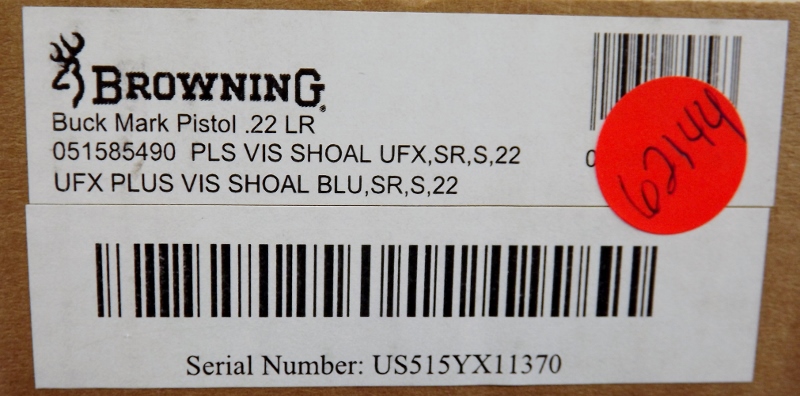 BROWNING
Buck Mark Pistol .22 LR
051585490 PLS VIS SHOAL UFX,SR,S,22
UFX PLUS VIS SHOAL BLU,SR,S,22
0
62144
Serial Number: US515YX11370